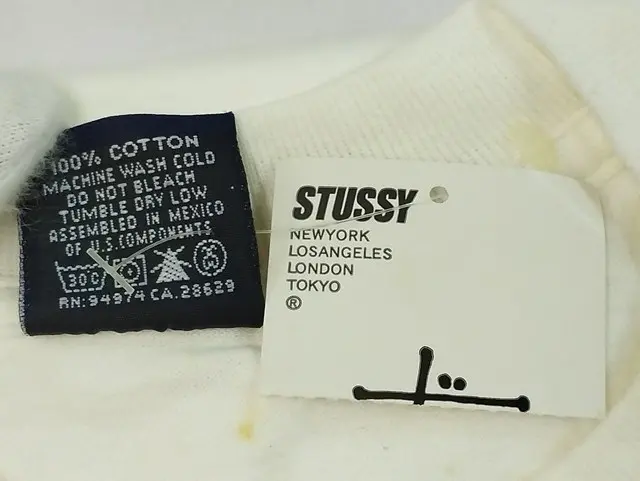 100% COTTON
MACHINE WASH COLD
DO NOT BLEACH
TUMBLE DRY LOW
ASSEMBLED IN MEXICO
OF U.S.COMPONENTS
30C
RN:94974 CA.28629
STUSSY
NEWYORK
LOSANGELES
LONDON
TOKYO
®